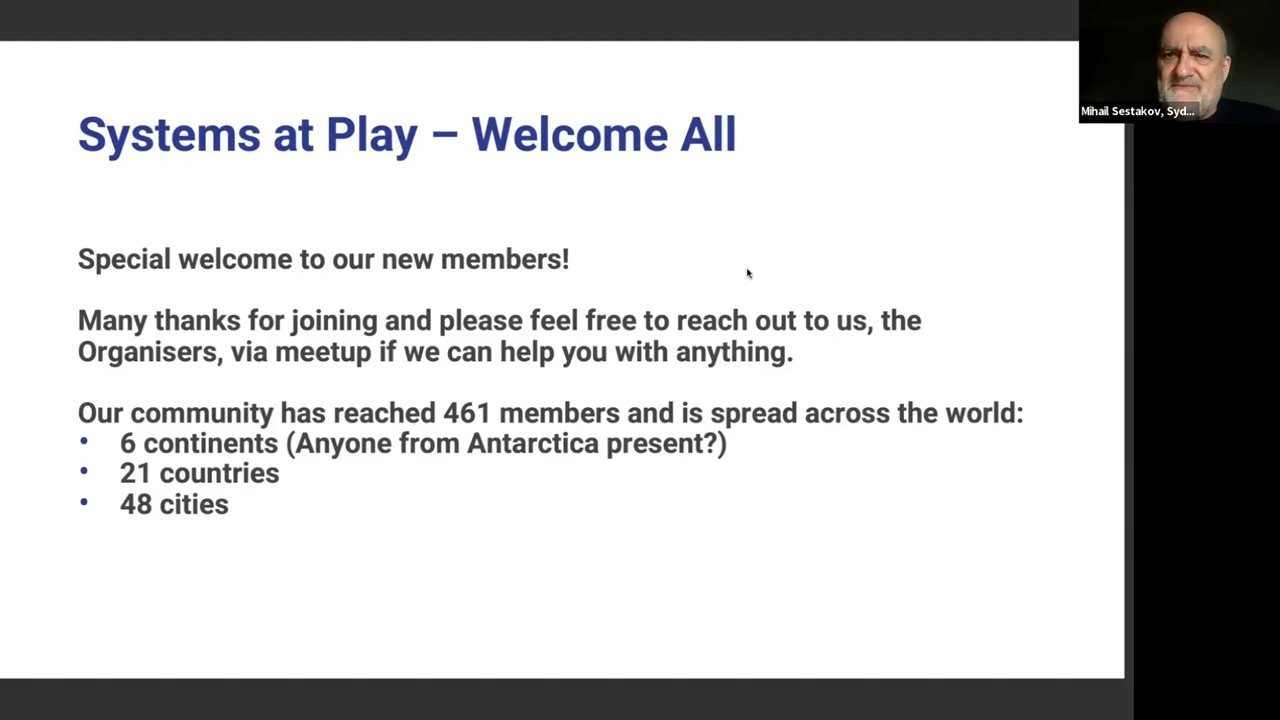 Systems at Play – Welcome All
Mihail Sestakov, Syd...
Special welcome to our new members!
Many thanks for joining and please feel free to reach out to us, the
Organisers, via meetup if we can help you with anything.
Our community has reached 461 members and is spread across the world:
• 6 continents (Anyone from Antarctica present?)
• 21 countries
• 48 cities